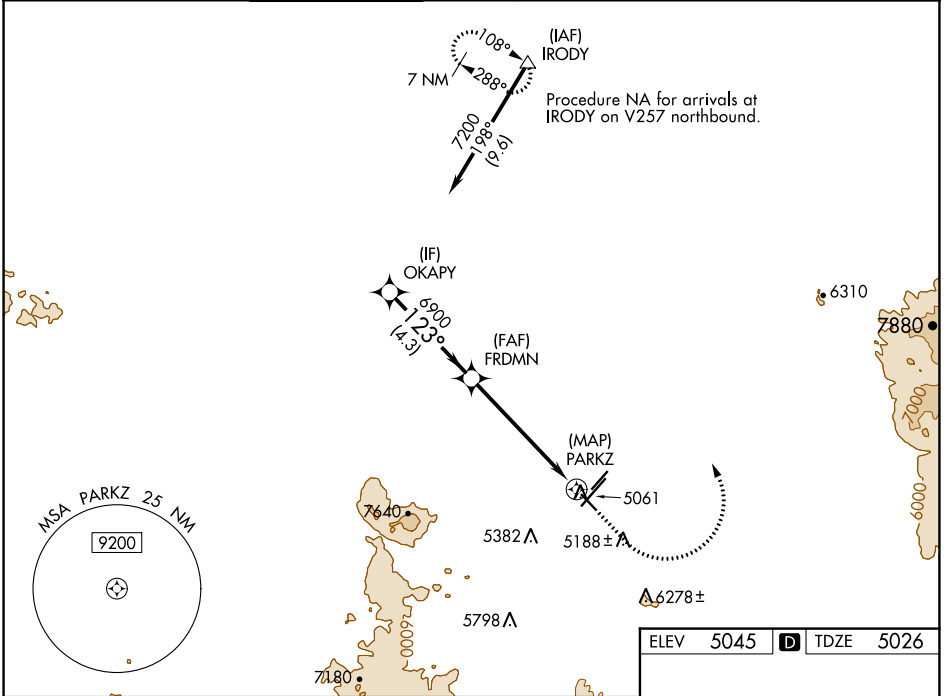 108°
(IAF)
IRODY
7 NM
288°
Procedure NA for arrivals at
IRODY on V257 northbound.
7200
198°
(9.6)
(IF)
OKAPY
6900
123°
(4.3)
6310
7880
(FAF)
FRDMN
7000
(MAP)
PARKZ
5061
6000
MSA PARKZ 25 NM
9200
7640
5382
5188±
6278±
5798
6000
7180
ELEV 5045 D TDZE 5026